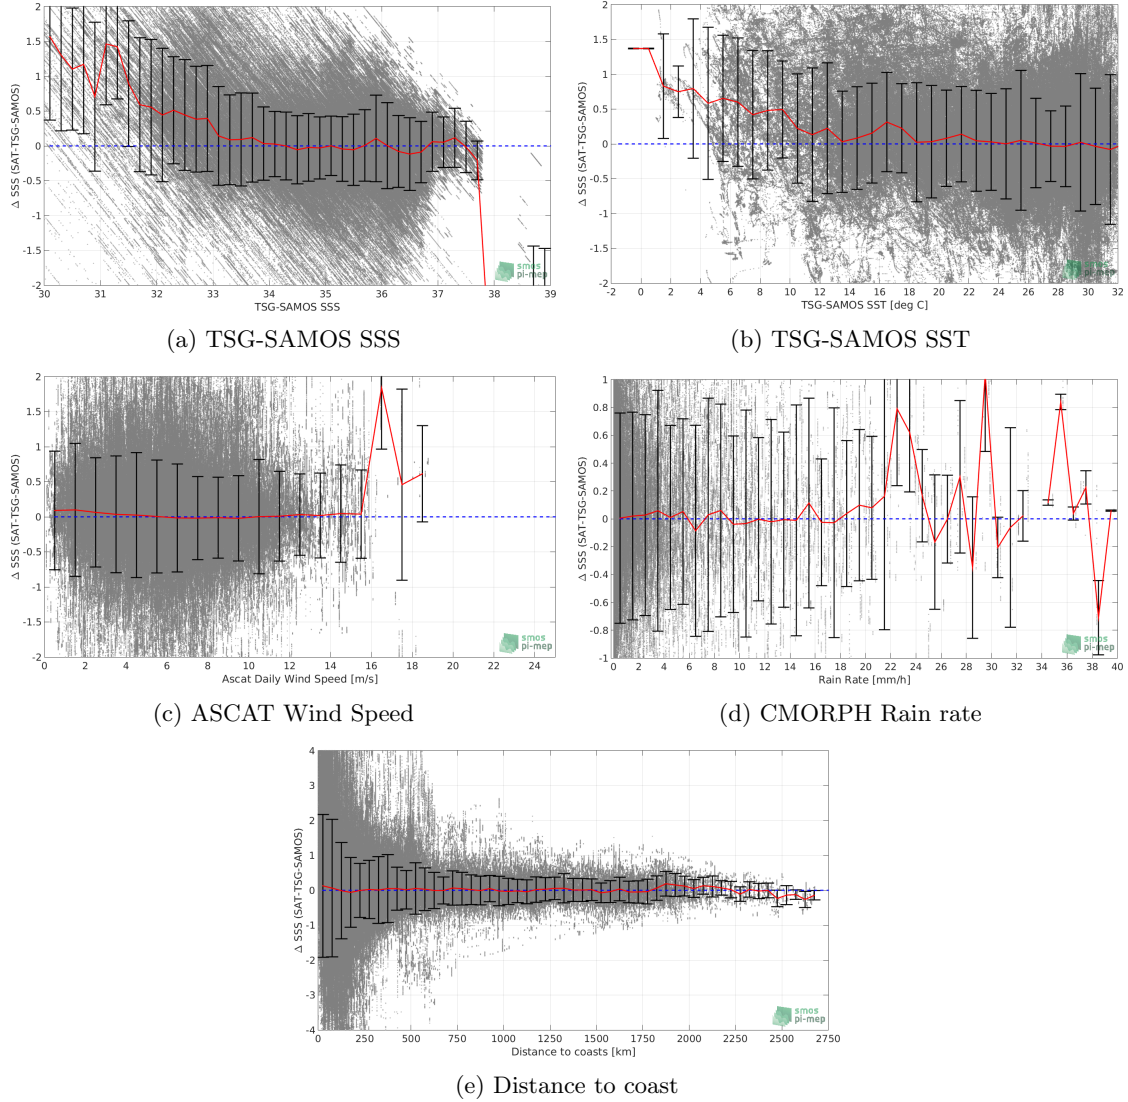 2
1.5
1
0.5
0
-0.5
-1
-1.5
-2
Δ SSS (SAT-TSG-SAMOS)
30 31 32 33 34 35 36 37 38 39
TSG-SAMOS SSS
smos
pi-mep
(a) TSG-SAMOS SSS
2
1.5
1
0.5
0
-0.5
-1
-1.5
-2
Δ SSS (SAT-TSG-SAMOS)
-2 0 2 4 6 8 10 12 14 16 18 20 22 24 26 28 30 32
TSG-SAMOS SST [deg C]
smos
pi-mep
(b) TSG-SAMOS SST
2
1.5
1
0.5
0
-0.5
-1
-1.5
-2
Δ SSS (SAT-TSG-SAMOS)
0 2 4 6 8 10 12 14 16 18 20 22 24
Ascat Daily Wind Speed [m/s]
smos
pi-mep
(c) ASCAT Wind Speed
1
0.8
0.6
0.4
0.2
0
-0.2
-0.4
-0.6
-0.8
-1
Δ SSS (SAT-TSG-SAMOS)
0 2 4 6 8 10 12 14 16 18 20 22 24 26 28 30 32 34 36 38 40
Rain Rate [mm/h]
smos
pi-mep
(d) CMORPH Rain rate
4
3
2
1
0
-1
-2
-3
-4
Δ SSS (SAT-TSG-SAMOS)
0 250 500 750 1000 1250 1500 1750 2000 2250 2500 2750
Distance to coasts [km]
smos
pi-mep
(e) Distance to coast